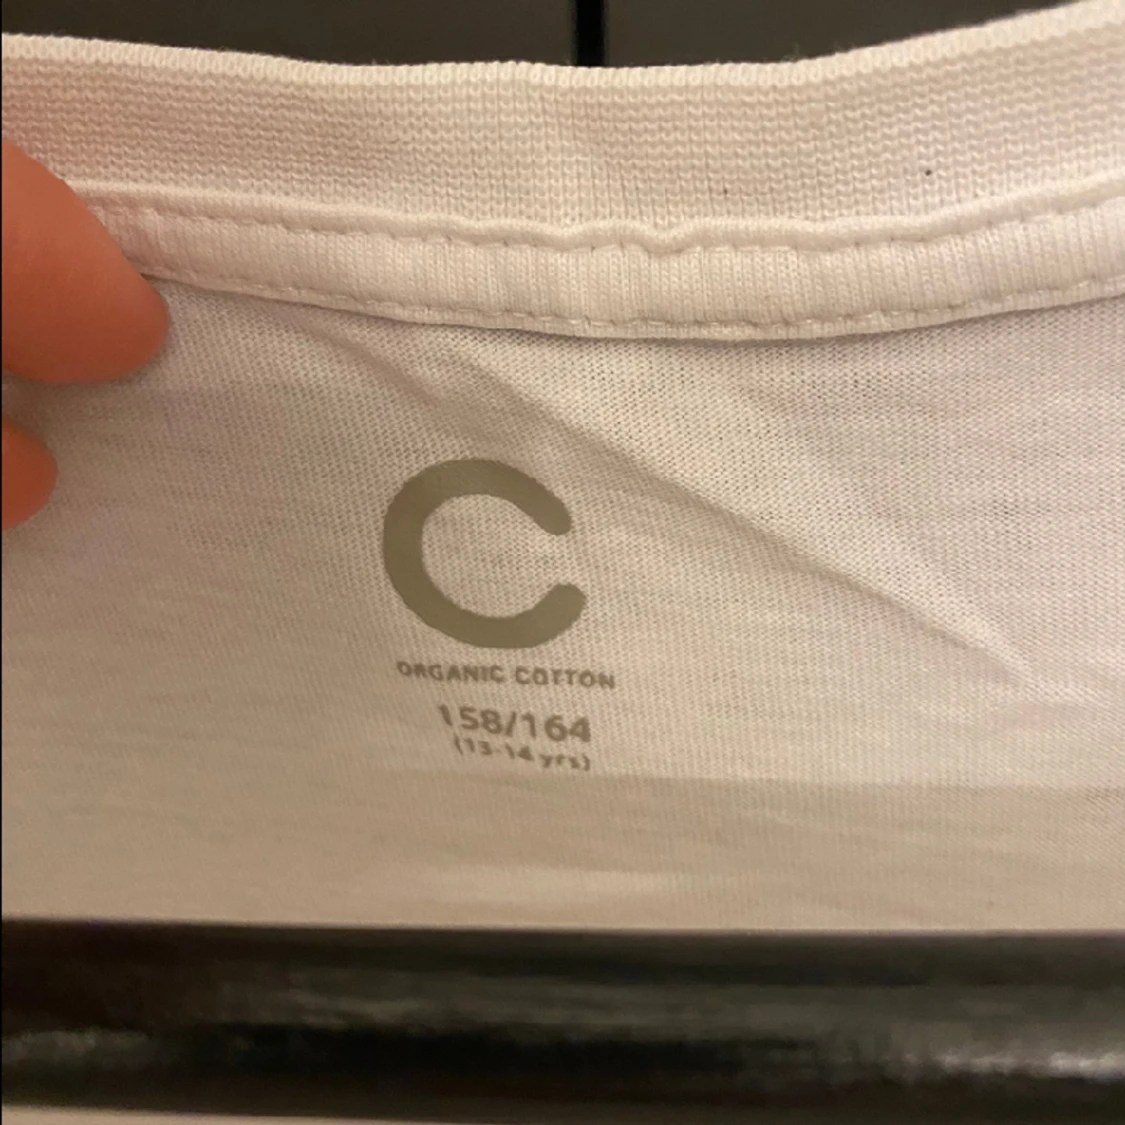 C
ORGANIC COTTON
158/164
(13-14 yrs)